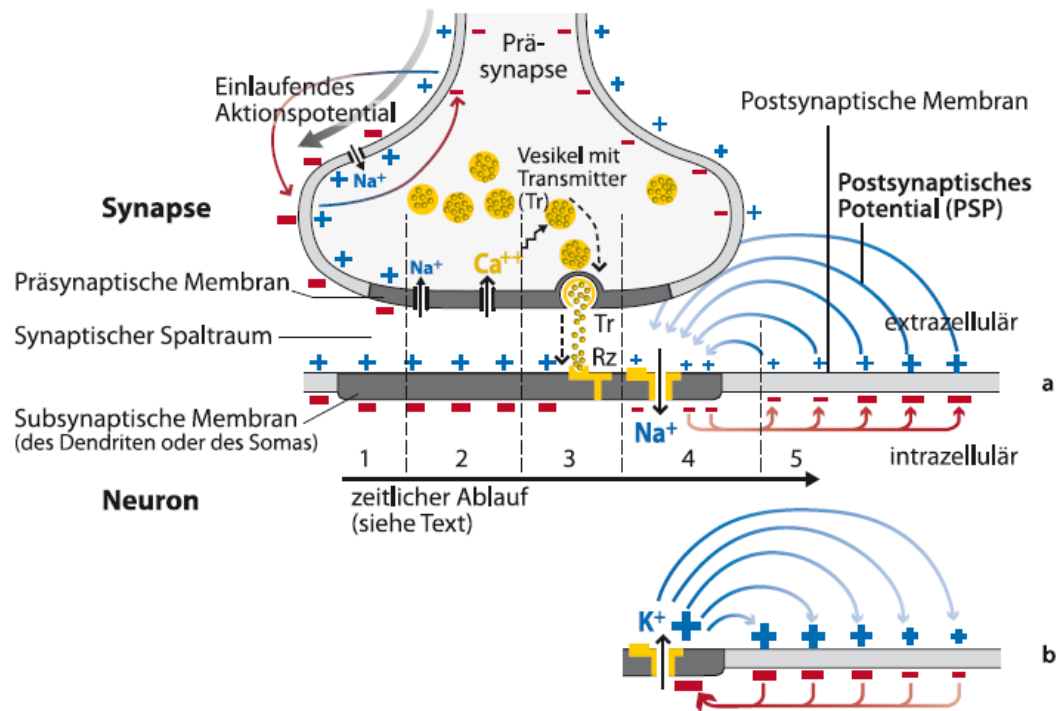 Prä-
synapse
Einlaufendes
Aktionspotential
Postsynaptische Membran
Vesikel mit
Transmitter
(Tr)
Na+
Postsynaptisches
Potential (PSP)
Synapse
Na+
Ca++
Präsynaptische Membran
Synaptischer Spaltraum
Tr
Rz
extrazellulär
a
Subsynaptische Membran
(des Dendriten oder des Somas)
Na+
intrazellulär
1 2 3 4 5
Neuron
zeitlicher Ablauf
(siehe Text)
K+
b